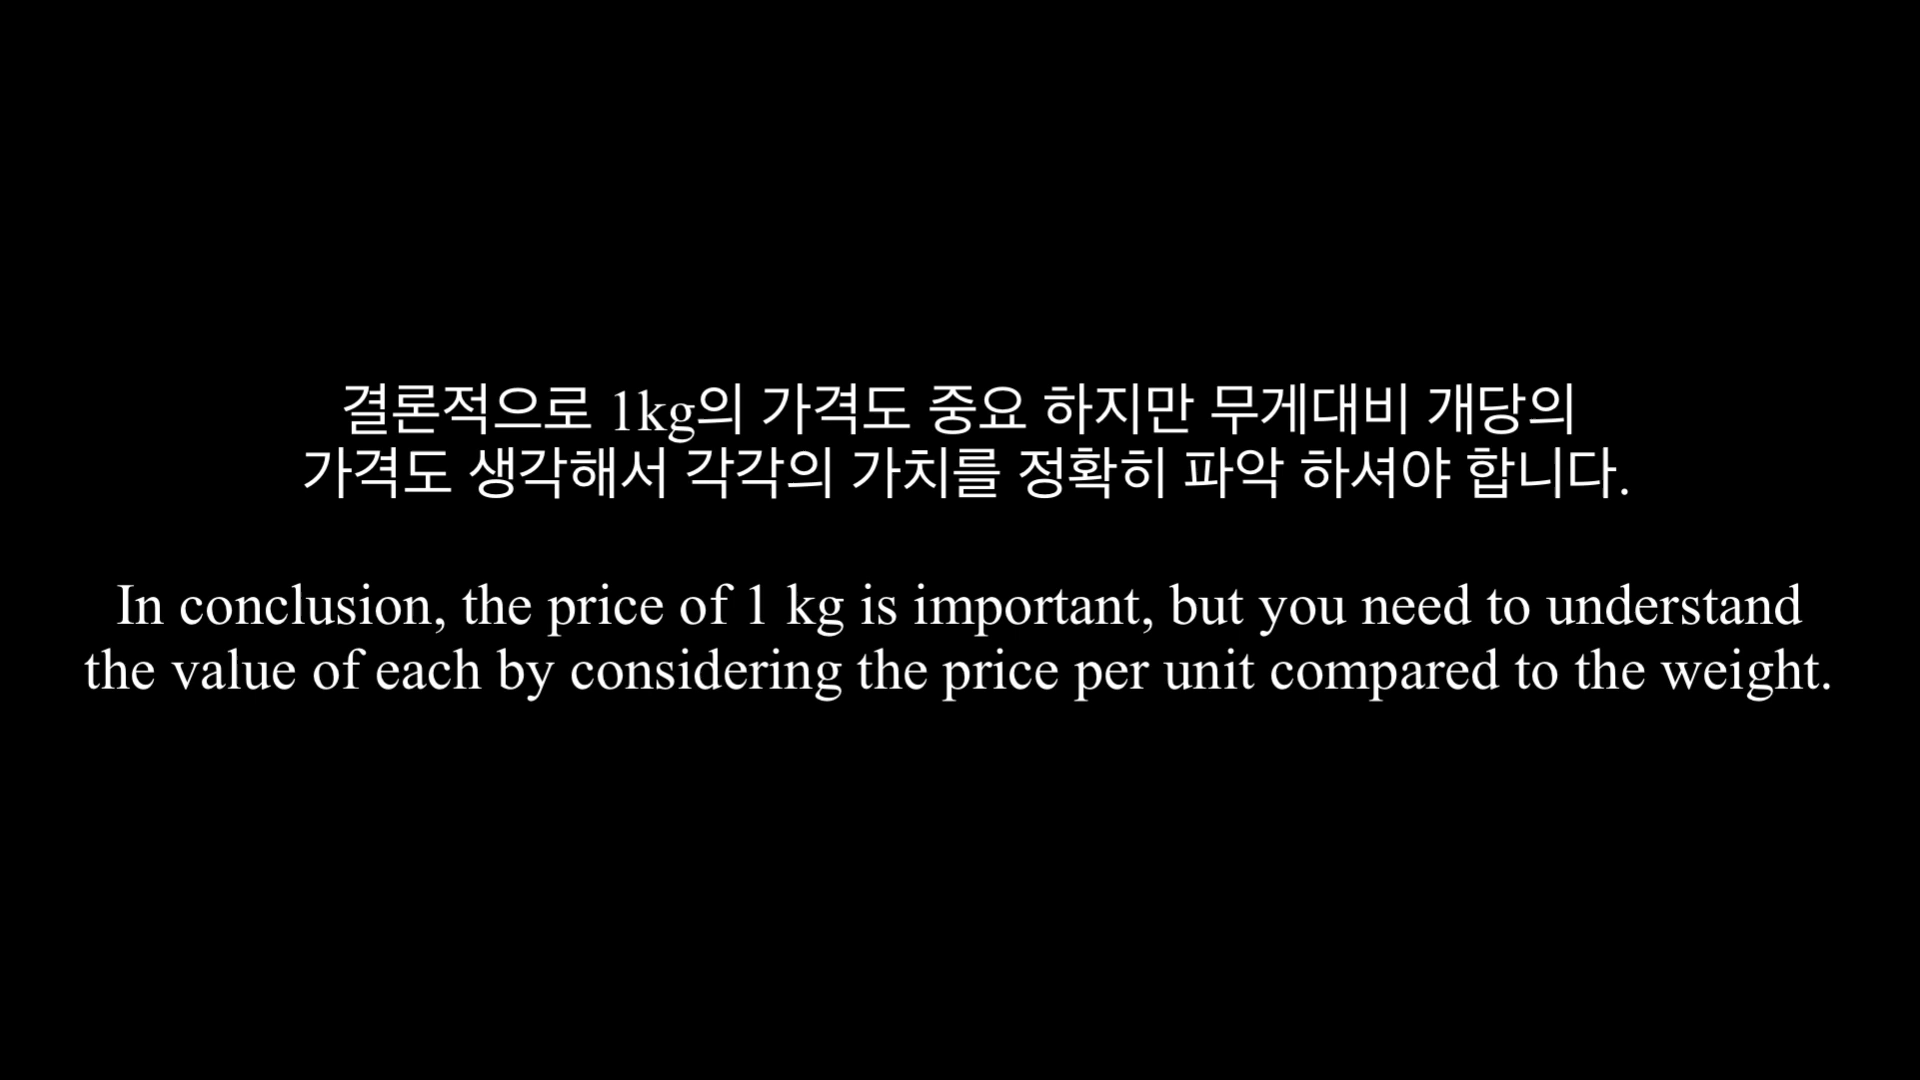 결론적으로 1kg의 가격도 중요 하지만 무게대비 개당의
가격도 생각해서 각각의 가치를 정확히 파악 하셔야 합니다.
In conclusion, the price of 1 kg is important, but you need to understand
the value of each by considering the price per unit compared to the weight.